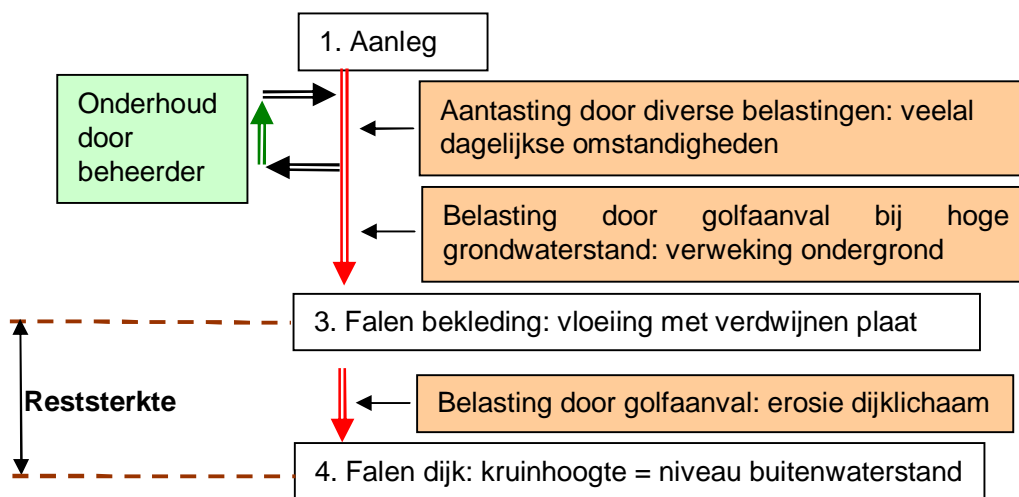 1. Aanleg
Onderhoud
door
beheerder
Aantasting door diverse belastingen: veelal
dagelijkse omstandigheden
Belasting door golfaanval bij hoge
grondwaterstand: verweking ondergrond
3. Falen bekleding: vloeiing met verdwijnen plaat
Reststerkte
Belasting door golfaanval: erosie dijklichaam
4. Falen dijk: kruinhoogte = niveau buitenwaterstand